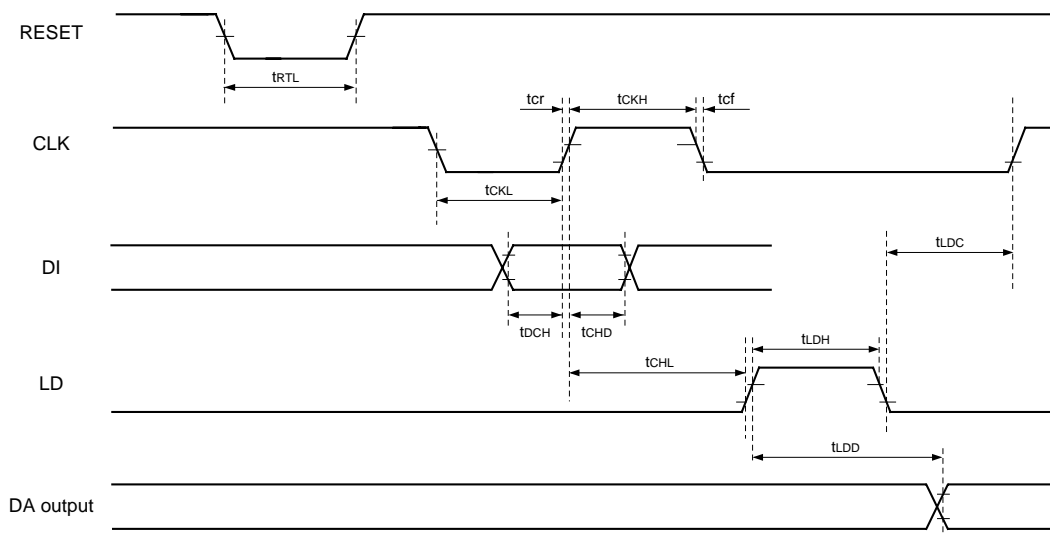 RESET
tRTL
tcr
tCKH
tcf
CLK
tCKL
tLDC
DI
tDCH
tCHD
tLDH
tCHL
LD
tLDD
DA output